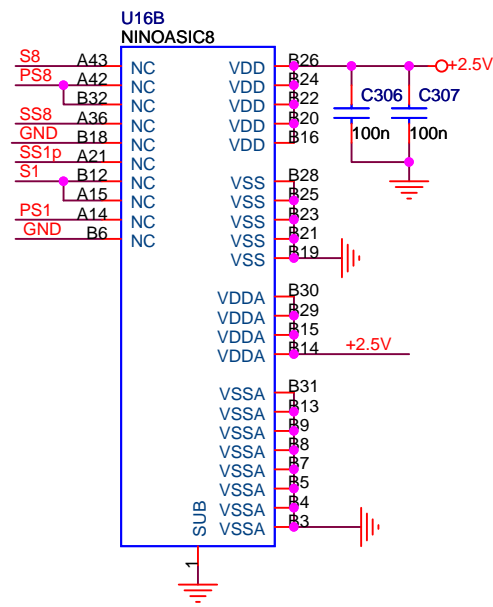 U16B
NINOASIC8
S8 A43 NC VDD B26 +2.5V
PS8 A42 NC VDD B24
B32 NC VDD B22 C306 C307
SS8 A36 NC VDD B20 100n 100n
GND B18 NC VDD B16
SS1p A21 NC
S1 B12 NC VSS B28
A15 NC VSS B25
PS1 A14 NC VSS B23
GND B6 NC VSS B21
VSS B19
VDDA B30
VDDA B29
VDDA B15
VDDA B14 +2.5V
VSSA B31
VSSA B13
VSSA B9
VSSA B8
VSSA B7
VSSA B5
VSSA B4
VSSA B3
SUB
1